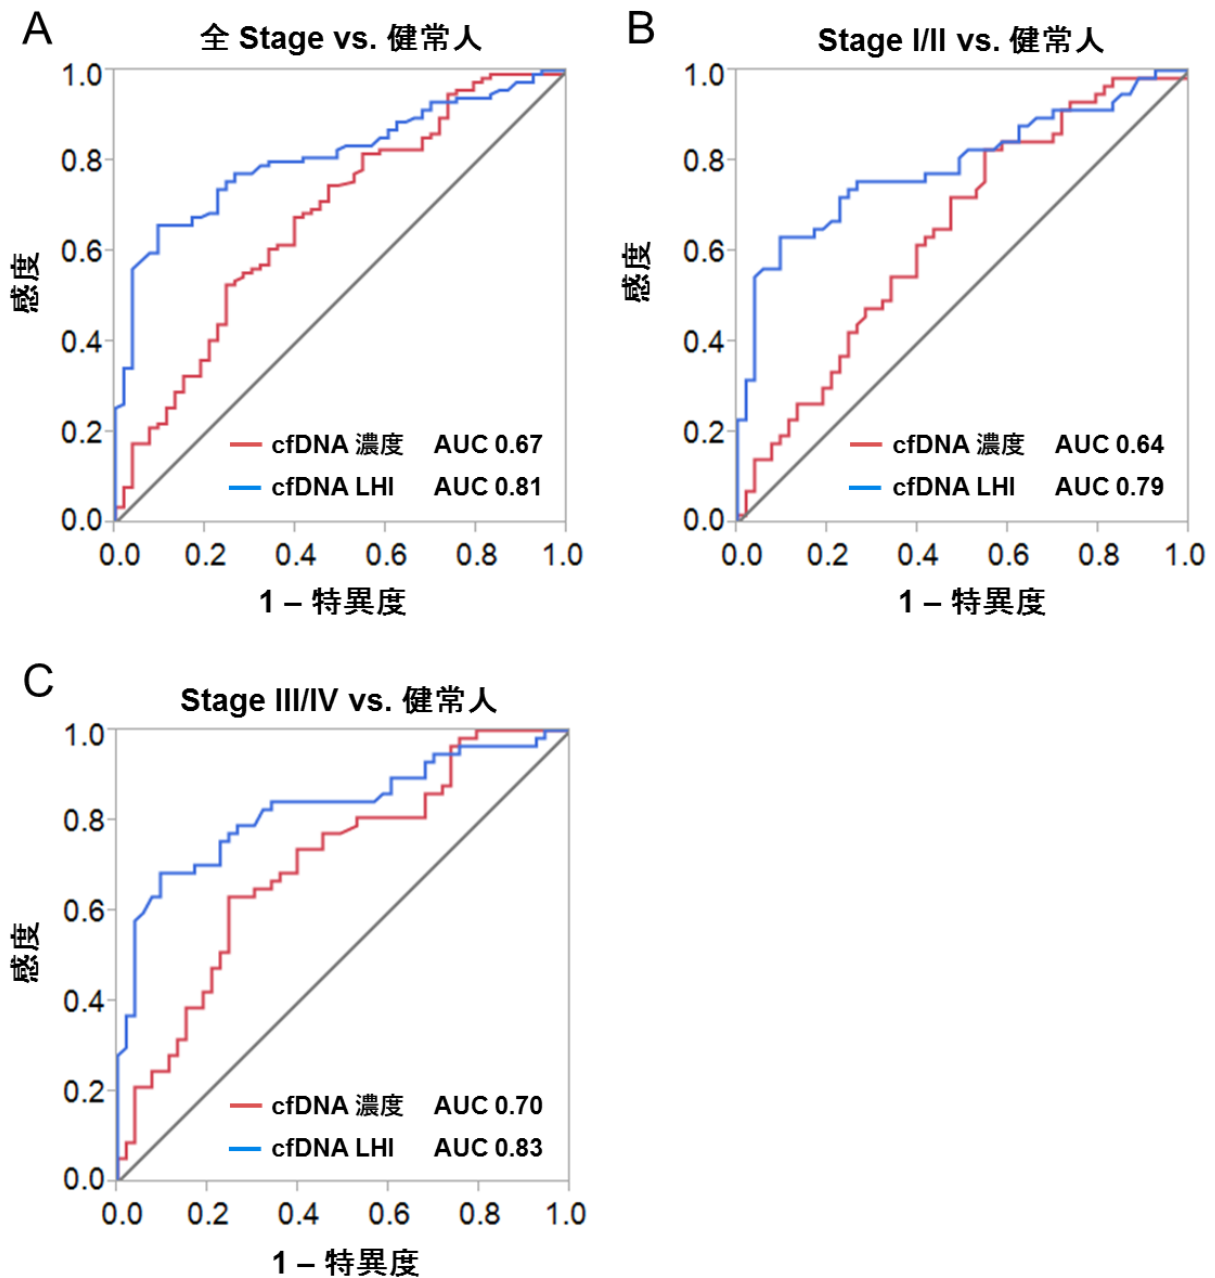 A
全 Stage vs. 健常人
1.0
0.8
0.6
0.4
0.2
0.0
感度
cfDNA 濃度 AUC 0.67
cfDNA LHI AUC 0.81
0.0 0.2 0.4 0.6 0.8 1.0
1 – 特異度
B
Stage I/II vs. 健常人
1.0
0.8
0.6
0.4
0.2
0.0
感度
cfDNA 濃度 AUC 0.64
cfDNA LHI AUC 0.79
0.0 0.2 0.4 0.6 0.8 1.0
1 – 特異度
C
Stage III/IV vs. 健常人
1.0
0.8
0.6
0.4
0.2
0.0
感度
cfDNA 濃度 AUC 0.70
cfDNA LHI AUC 0.83
0.0 0.2 0.4 0.6 0.8 1.0
1 – 特異度